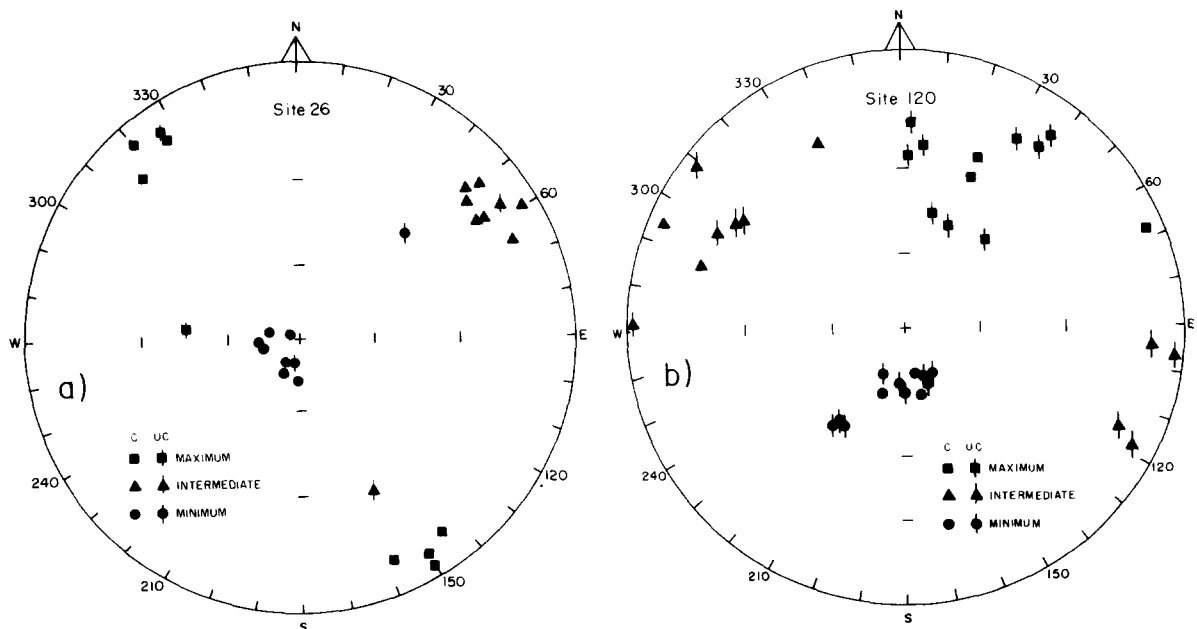 N
Site 26
330
30
300
60
W
E
a)
C UC
MAXIMUM
INTERMEDIATE
MINIMUM
240
120
210
150
S
N
Site 120
330
30
300
60
W
E
b)
C UC
MAXIMUM
INTERMEDIATE
MINIMUM
240
120
210
150
S